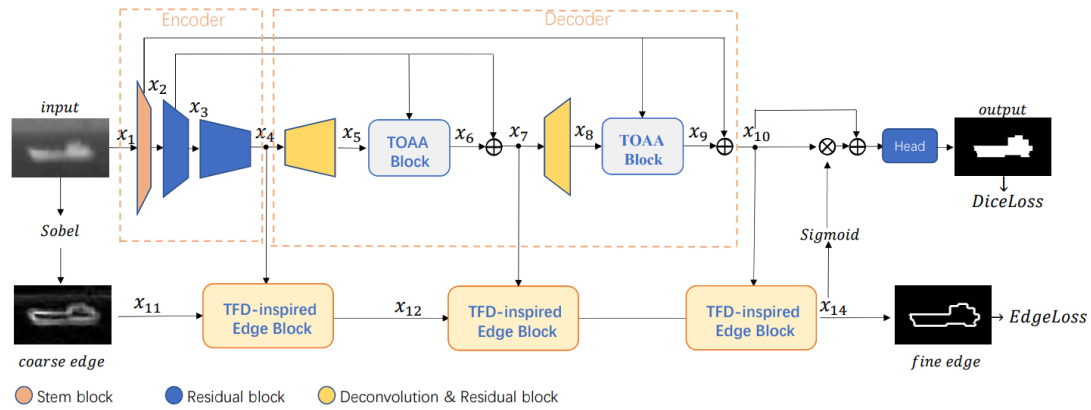 Encoder
Decoder
input
x₁
x₂
x₃
x₄
x₅
TOAA
Block
x₆
x₇
x₈
TOAA
Block
x₉
x₁₀
Head
output
DiceLoss
Sobel
Sigmoid
coarse edge
x₁₁
TFD-inspired
Edge Block
x₁₂
TFD-inspired
Edge Block
TFD-inspired
Edge Block
x₁₄
fine edge
EdgeLoss
Stem block
Residual block
Deconvolution & Residual block